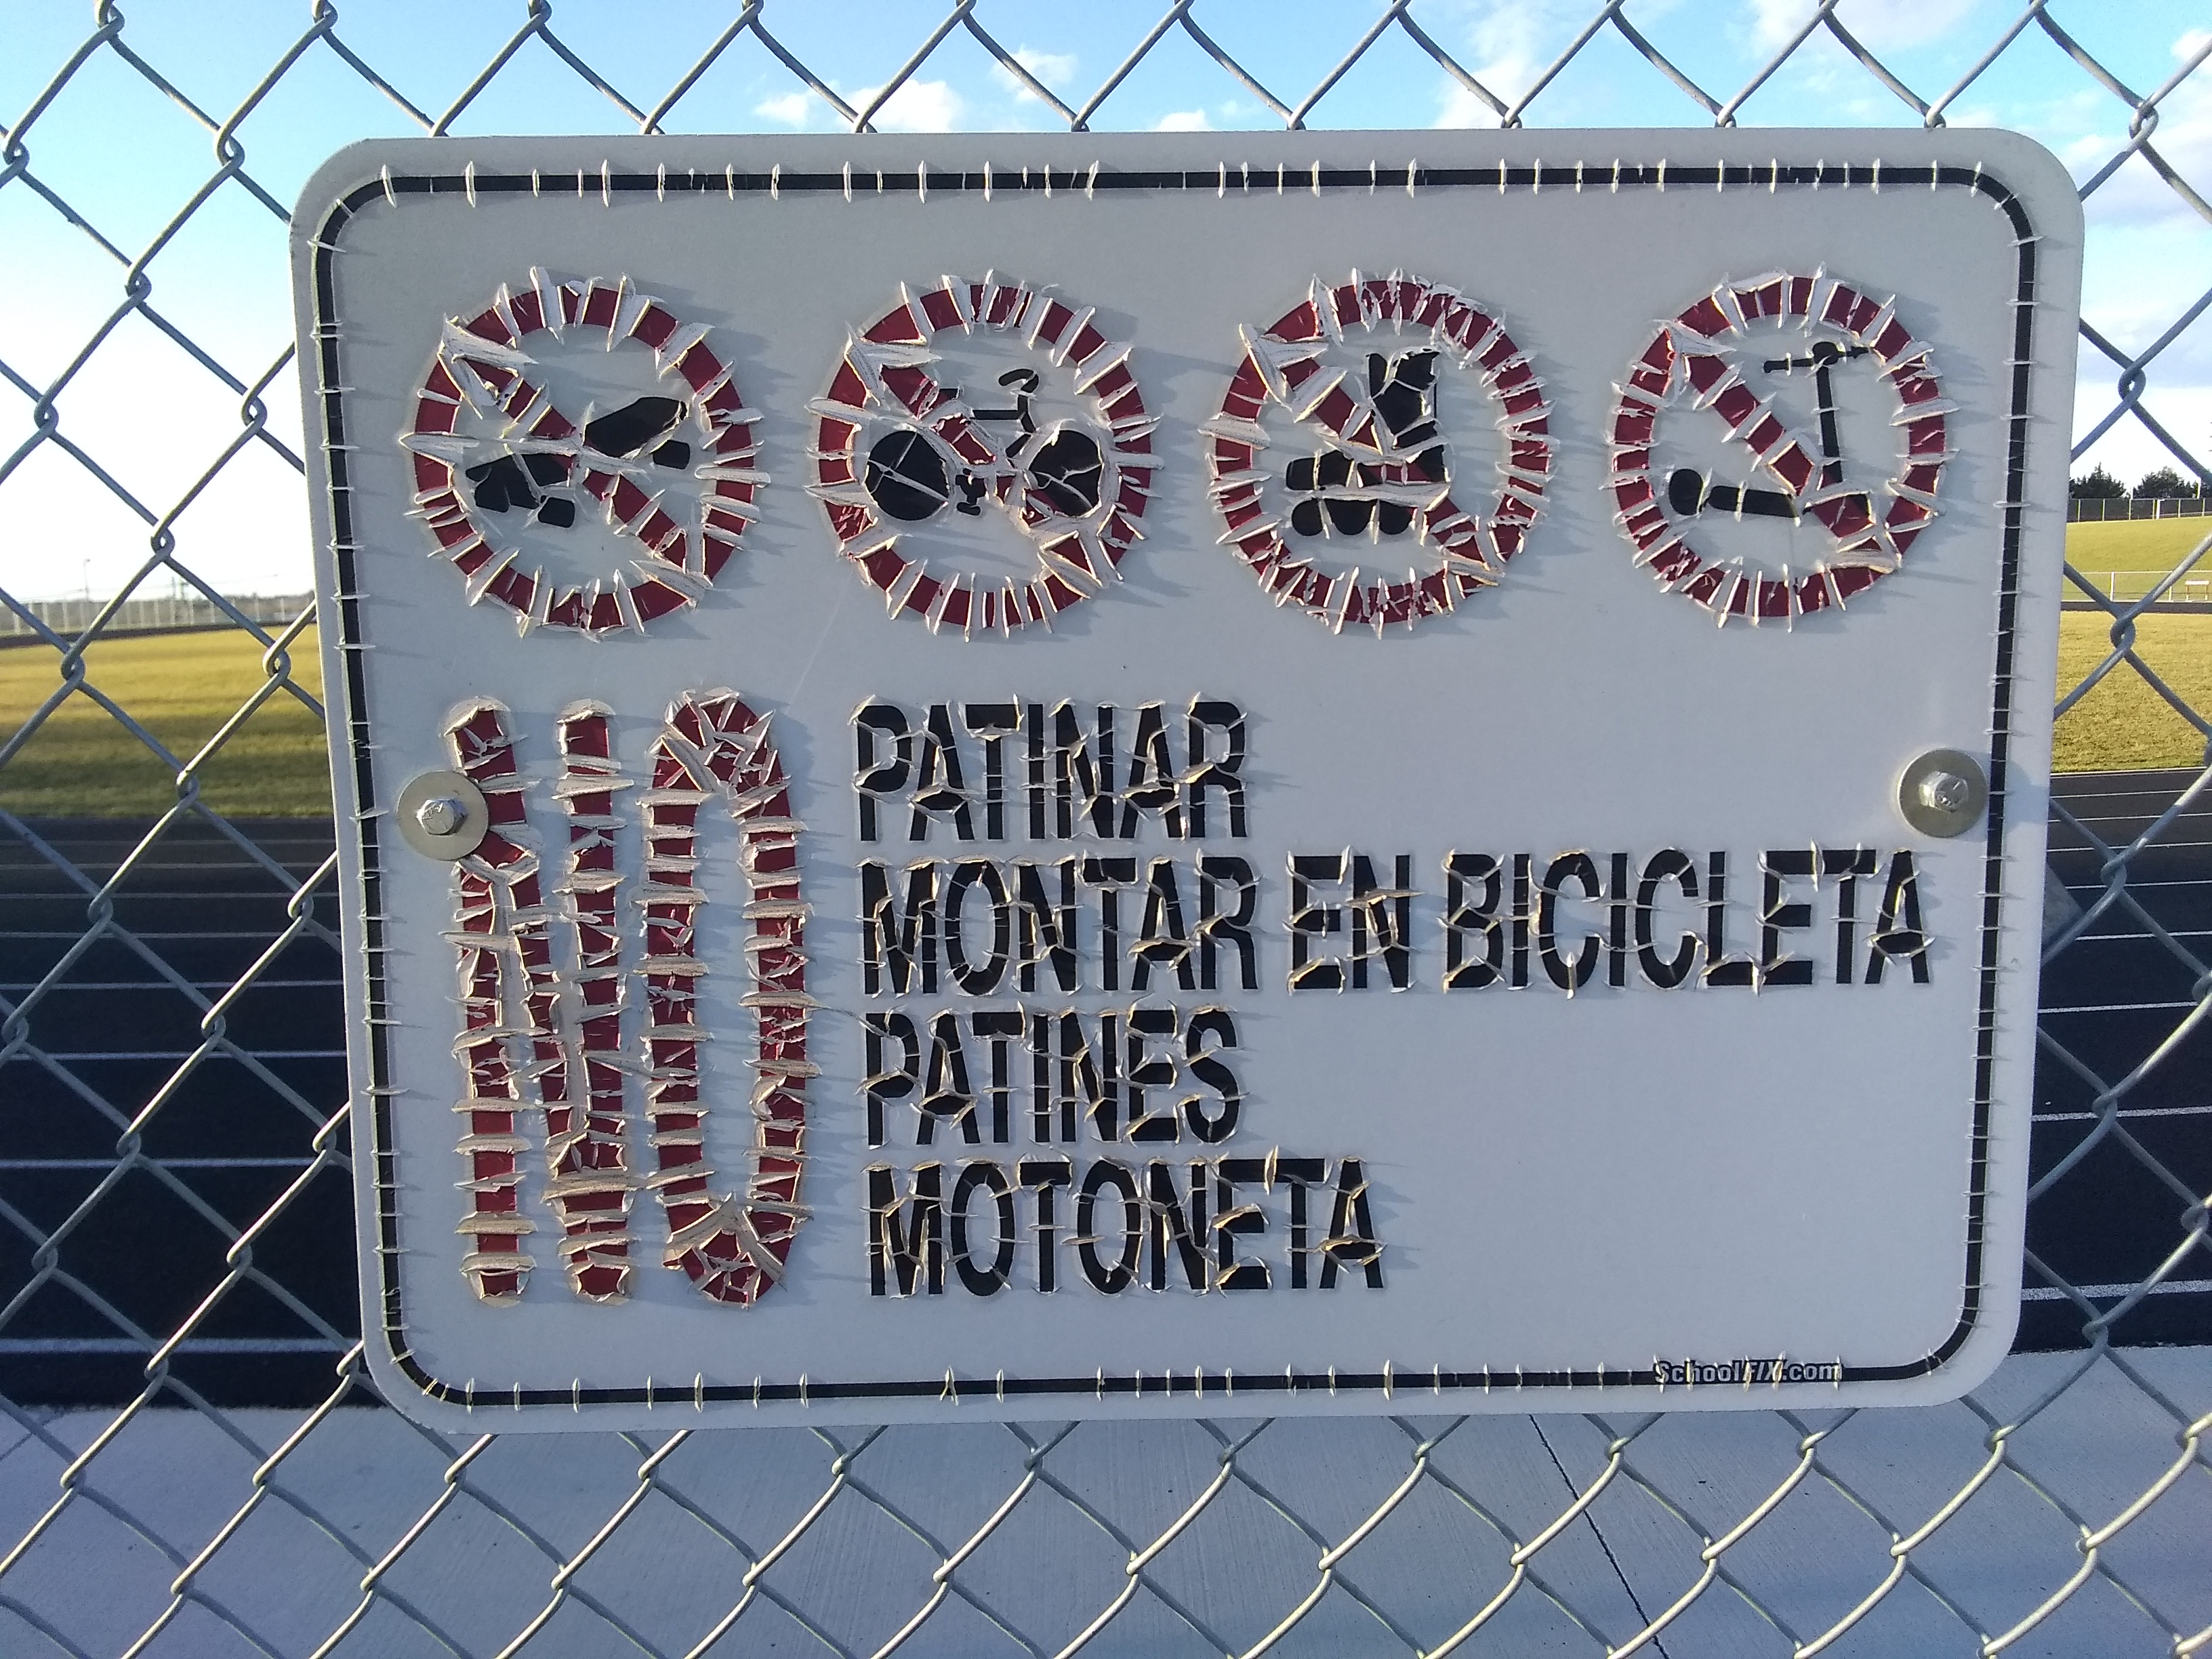 NO
PATINAR
MONTAR EN BICICLETA
PATINES
MOTONETA
SchoolFIX.com